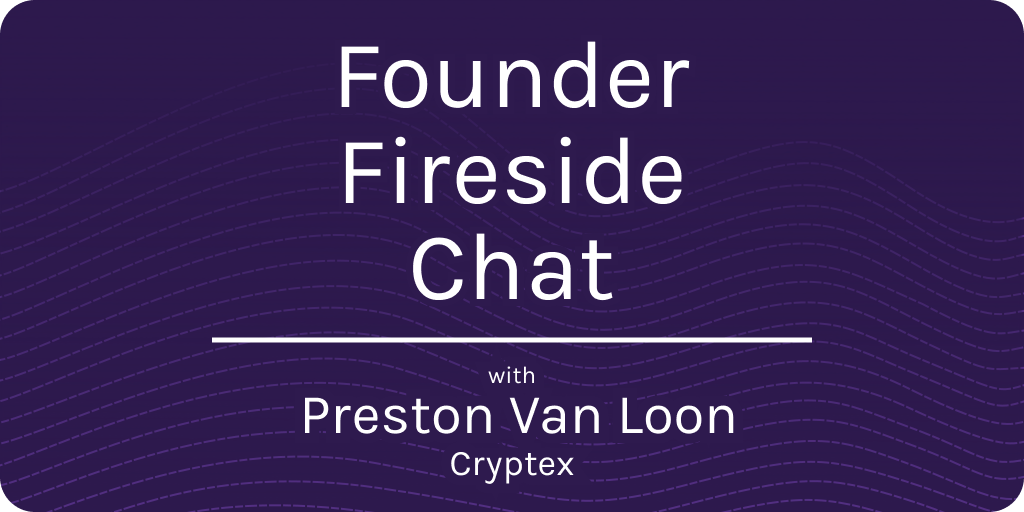 Founder
Fireside
Chat
with
Preston Van Loon
Cryptex